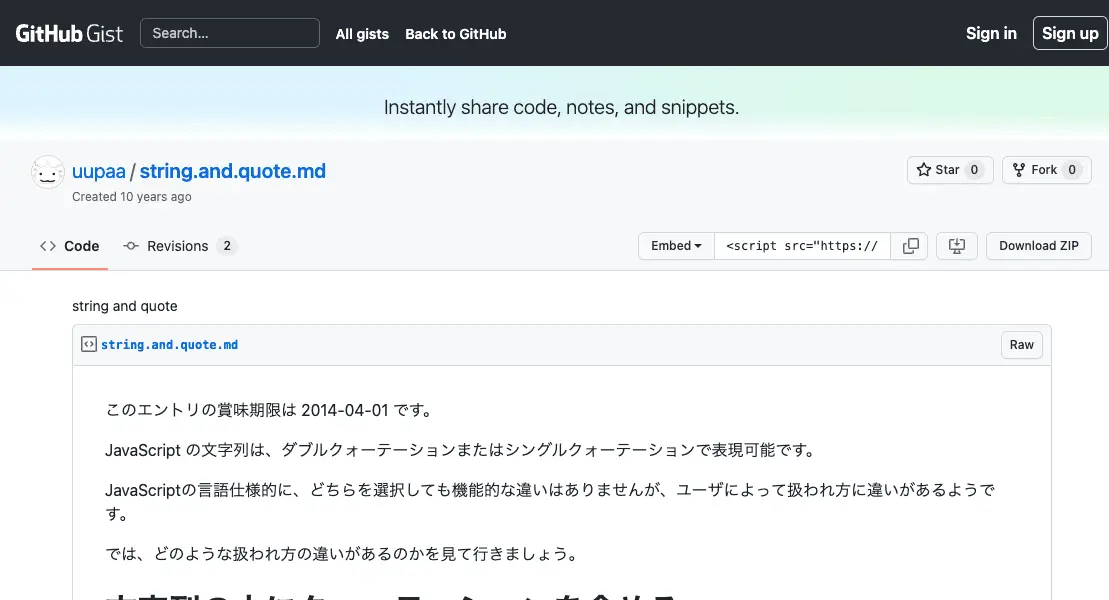 GitHub Gist
Search...
All gists
Back to GitHub
Sign in
Sign up
Instantly share code, notes, and snippets.
uupaa / string.and.quote.md
Created 10 years ago
Star 0
Fork 0
Code
Revisions 2
Embed
<script src="https://
Download ZIP
string and quote
string.and.quote.md
Raw
このエントリの賞味期限は 2014-04-01 です。
JavaScript の文字列は、ダブルクォーテーションまたはシングルクォーテーションで表現可能です。
JavaScriptの言語仕様的に、どちらを選択しても機能的な違いはありませんが、ユーザによって扱われ方に違いがあるようで
す。
では、どのような扱われ方の違いがあるのかを見て行きましょう。